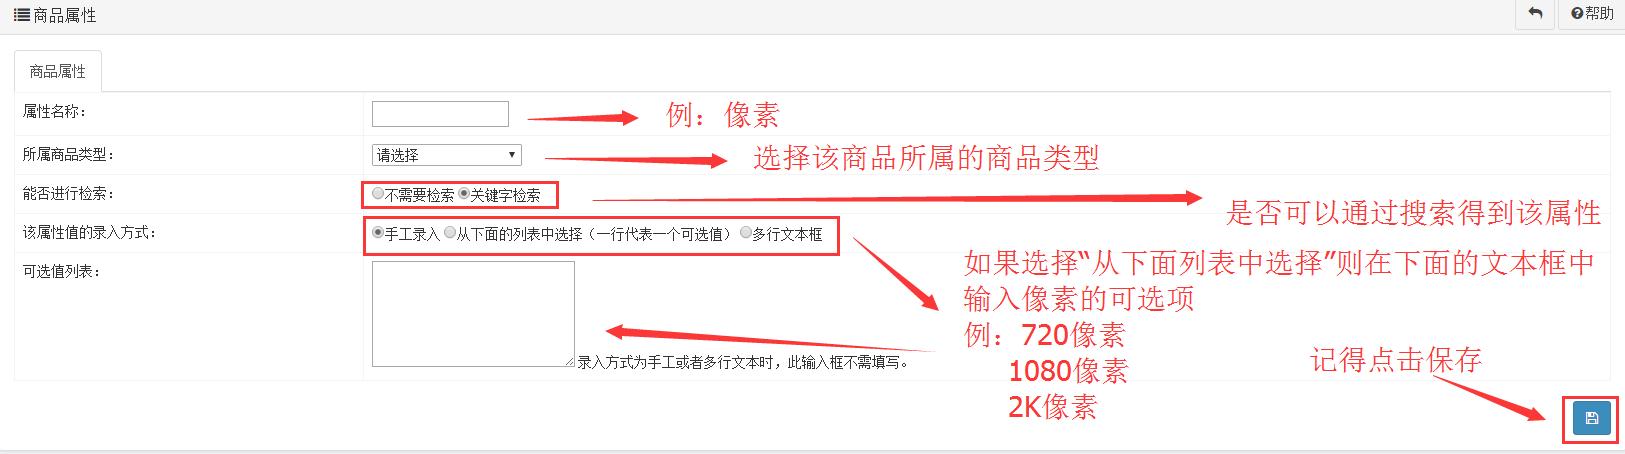 商品属性
帮助
商品属性
属性名称：
例：像素
所属商品类型：
请选择
选择该商品所属的商品类型
能否进行检索：
不需要检索 关键字检索
是否可以通过搜索得到该属性
该属性值的录入方式：
手工录入 从下面的列表中选择（一行代表一个可选值） 多行文本框
可选值列表：
录入方式为手工或者多行文本时，此输入框不需填写。
如果选择“从下面列表中选择”则在下面的文本框中
输入像素的可选项
例：720像素
1080像素
2K像素
记得点击保存